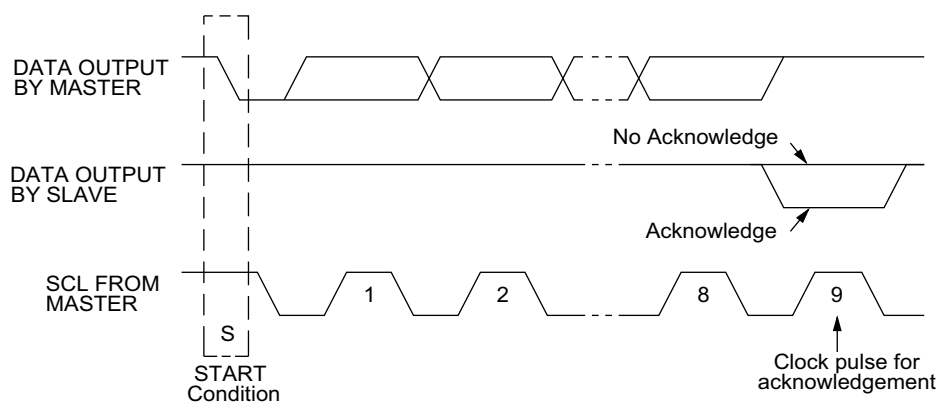 DATA OUTPUT
BY MASTER
No Acknowledge
DATA OUTPUT
BY SLAVE
Acknowledge
SCL FROM
MASTER
1
2
8
9
S
START
Condition
Clock pulse for
acknowledgement